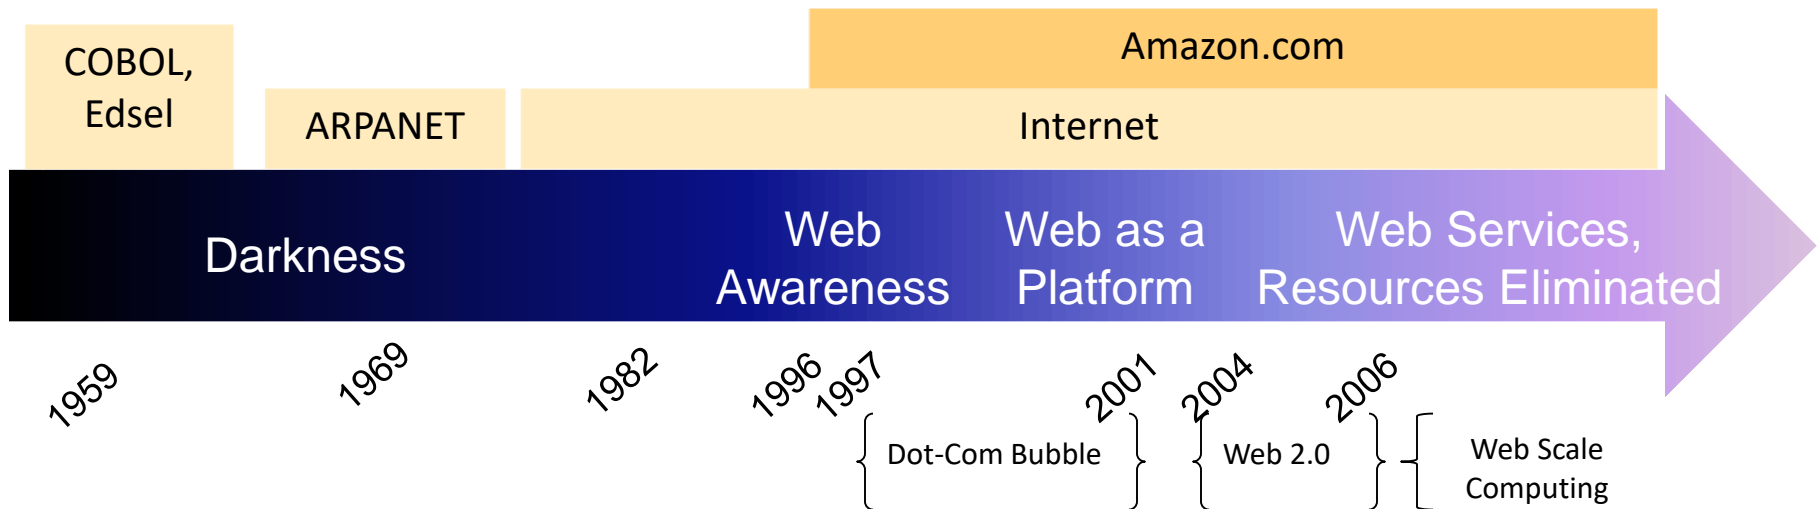 COBOL,
Edsel
ARPANET
Amazon.com
Internet
Darkness
Web
Awareness
Web as a
Platform
Web Services,
Resources Eliminated
1959
1969
1982
1996
1997
2001
2004
2006
Dot-Com Bubble
Web 2.0
Web Scale
Computing